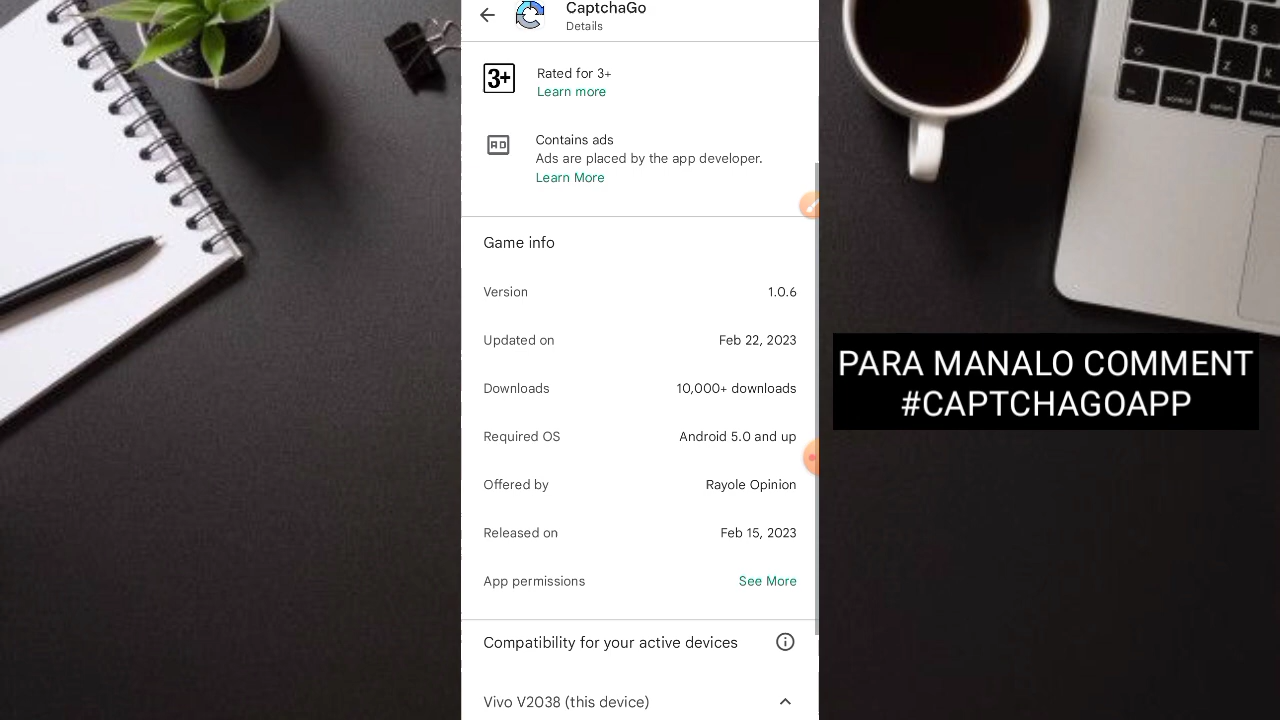 CaptchaGo
Details
3+
Rated for 3+
Learn more
AD
Contains ads
Ads are placed by the app developer.
Learn More
Game info
Version 1.0.6
Updated on Feb 22, 2023
Downloads 10,000+ downloads
Required OS Android 5.0 and up
Offered by Rayole Opinion
Released on Feb 15, 2023
App permissions See More
Compatibility for your active devices
Vivo V2038 (this device)
PARA MANALO COMMENT
#CAPTCHAGOAPP
A
S
Z
X
control
option